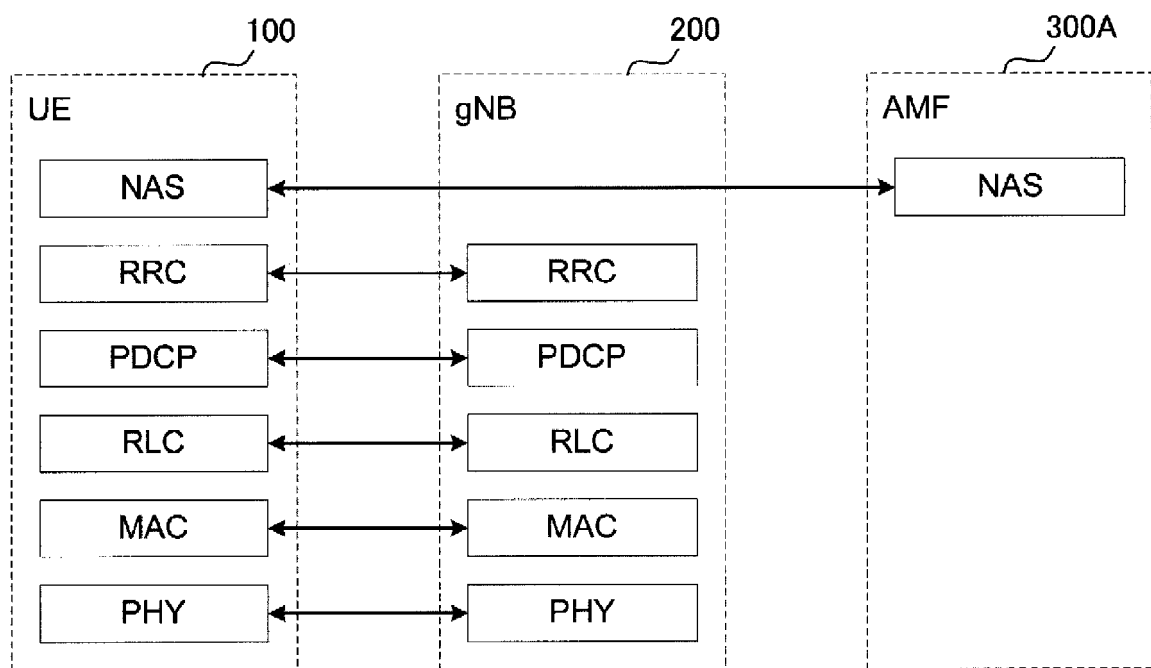 100 200 300A
UE gNB AMF
NAS NAS
RRC RRC
PDCP PDCP
RLC RLC
MAC MAC
PHY PHY